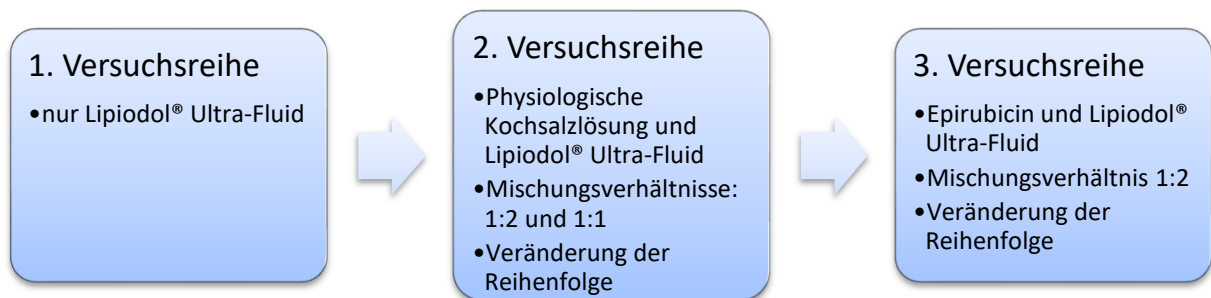 1. Versuchsreihe
•nur Lipiodol® Ultra-Fluid
2. Versuchsreihe
•Physiologische
Kochsalzlösung und
Lipiodol® Ultra-Fluid
•Mischungsverhältnisse:
1:2 und 1:1
•Veränderung der
Reihenfolge
3. Versuchsreihe
•Epirubicin und Lipiodol®
Ultra-Fluid
•Mischungsverhältnis 1:2
•Veränderung der
Reihenfolge